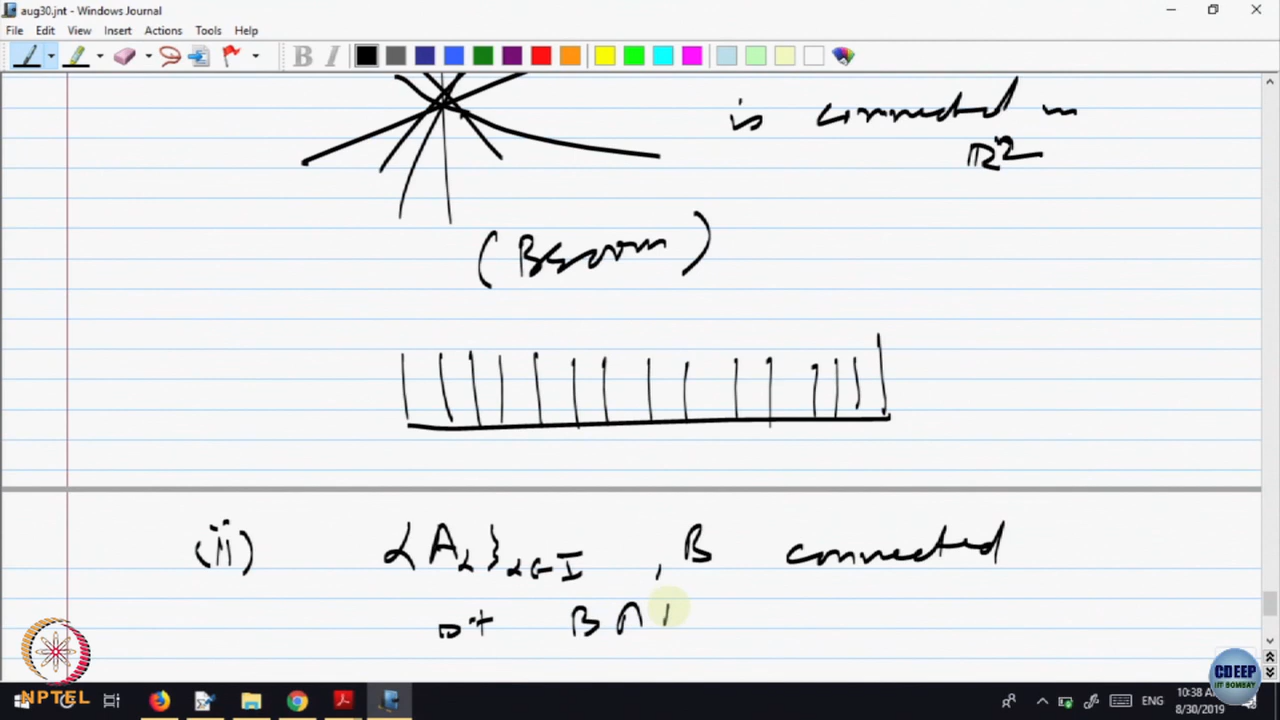 aug30.jnt - Windows Journal
File Edit View Insert Actions Tools Help
B I
is connected in
ℝ²
(Broom)
(ii) {A_α}_{α∈I}, B connected
s.t B ∩
NPTEL
ENG
10:38 A
8/30/2019
CDEEP
IIT BOMBAY